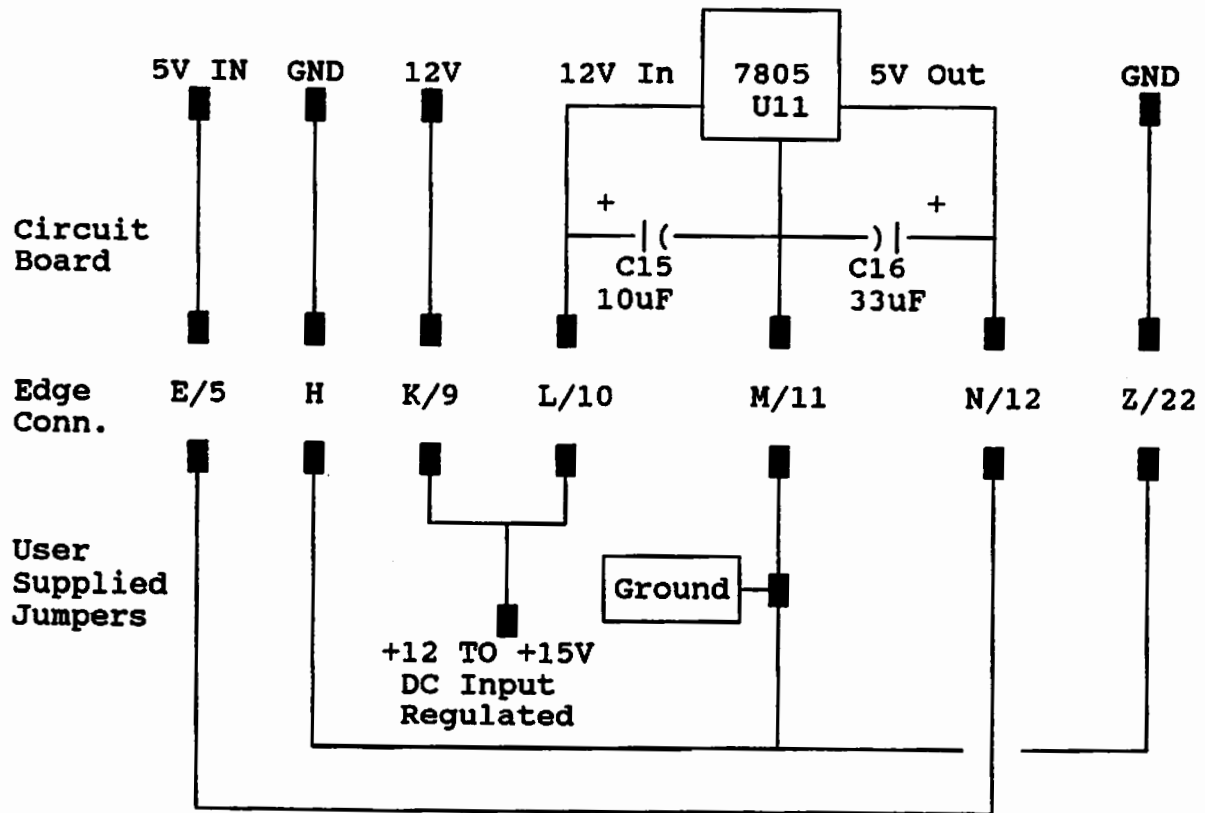 5V IN GND 12V 12V In 7805 5V Out GND
U11
+ +
Circuit
Board
C15 C16
10uF 33uF
Edge E/5 H K/9 L/10 M/11 N/12 Z/22
Conn.
User
Supplied
Jumpers
Ground
+12 TO +15V
DC Input
Regulated